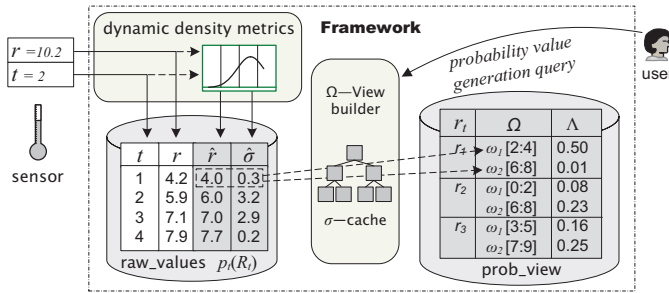 dynamic density metrics
Framework
r =10.2
t = 2
sensor
probability value
generation query
user
Ω—View
builder
σ—cache
t r r̂ σ̂
1 4.2 4.0 0.3
2 5.9 6.0 3.2
3 7.1 7.0 2.9
4 7.9 7.7 0.2
raw_values pt(Rt)
rt Ω Λ
r1 ω1 [2:4] 0.50
ω2 [6:8] 0.01
r2 ω1 [0:2] 0.08
ω2 [6:8] 0.23
r3 ω1 [3:5] 0.16
ω2 [7:9] 0.25
prob_view